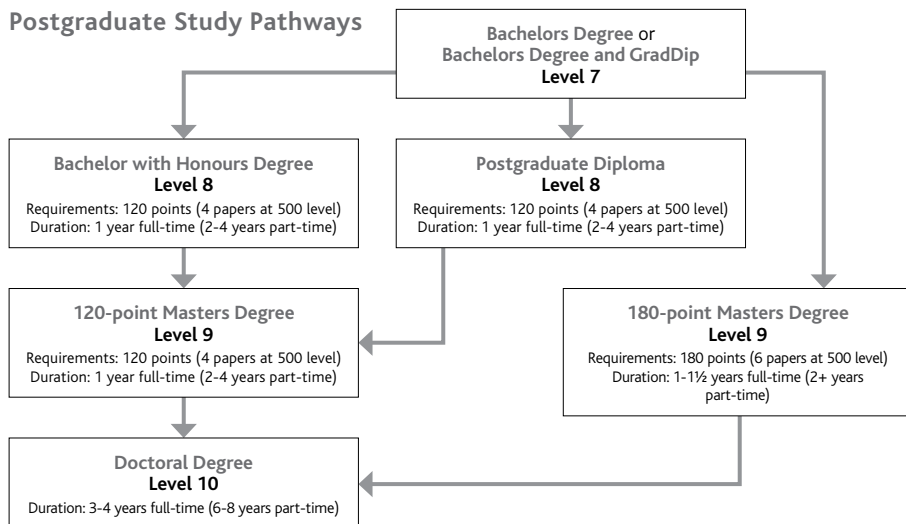 Postgraduate Study Pathways
Bachelors Degree or
Bachelors Degree and GradDip
Level 7
Bachelor with Honours Degree
Level 8
Requirements: 120 points (4 papers at 500 level)
Duration: 1 year full-time (2-4 years part-time)
Postgraduate Diploma
Level 8
Requirements: 120 points (4 papers at 500 level)
Duration: 1 year full-time (2-4 years part-time)
120-point Masters Degree
Level 9
Requirements: 120 points (4 papers at 500 level)
Duration: 1 year full-time (2-4 years part-time)
180-point Masters Degree
Level 9
Requirements: 180 points (6 papers at 500 level)
Duration: 1-1½ years full-time (2+ years
part-time)
Doctoral Degree
Level 10
Duration: 3-4 years full-time (6-8 years part-time)